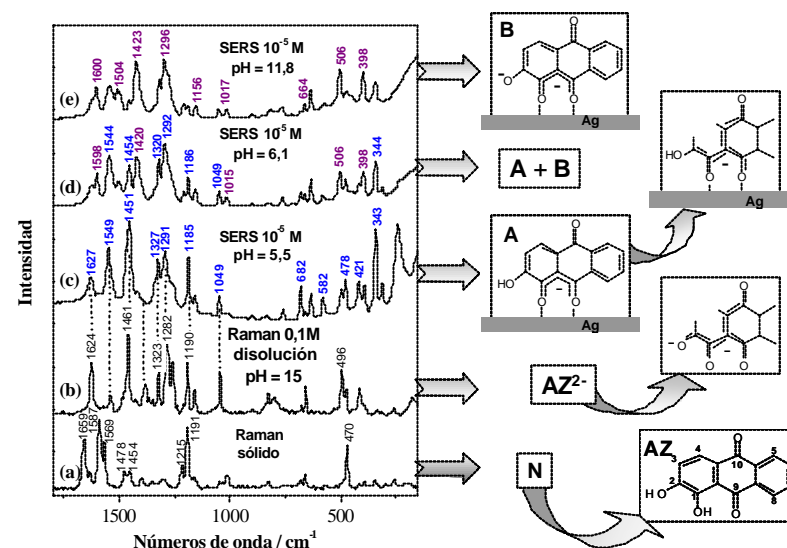 Intensidad
SERS 10⁻⁵ M
pH = 11,8
(e)
1600
1504
1423
1296
1156
1017
664
506
398
SERS 10⁻⁵ M
pH = 6,1
(d)
1598
1544
1454
1420
1320
1292
1186
1049
1015
506
398
344
SERS 10⁻⁵ M
pH = 5,5
(c)
1627
1549
1451
1327
1291
1185
1049
682
582
478
421
343
Raman 0,1M
disolución
pH = 15
(b)
1624
1461
1323
1282
1190
496
Raman
sólido
(a)
1659
1587
1569
1478
1454
1215
1191
470
1500
1000
500
Números de onda / cm⁻¹
B
O
O
O
O
−
−
Ag
A + B
O
HO
O
O
−
Ag
A
O
HO
O
O
−
Ag
AZ²⁻
O
O
O
O
−
−
N
AZ
O
HO
OH
O
2
3
4
5
8
9
10